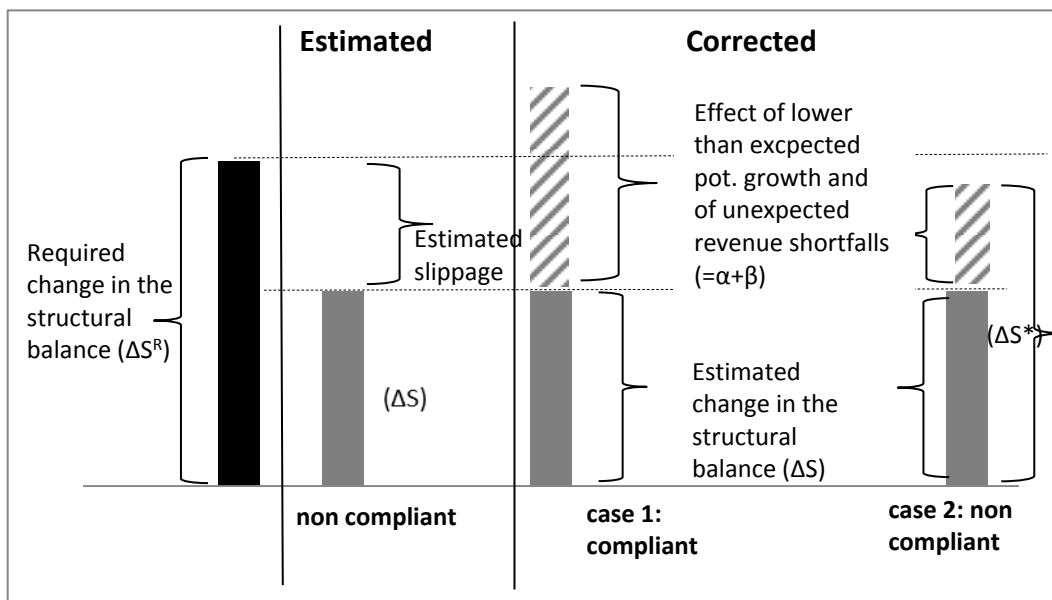 Estimated
Corrected
Required
change in the
structural
balance (ΔSᴿ)
Estimated
slippage
(ΔS)
Effect of lower
than excpected
pot. growth and
of unexpected
revenue shortfalls
(=α+β)
Estimated
change in the
structural
balance (ΔS)
(ΔS*)
non compliant
case 1:
compliant
case 2: non
compliant